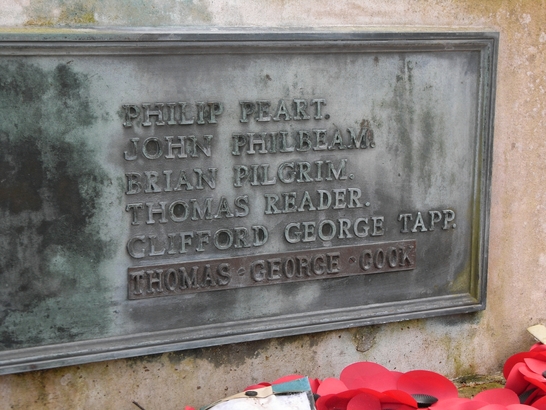 PHILIP PEART.
JOHN PHILBEAM.
BRIAN PILGRIM.
THOMAS READER.
CLIFFORD GEORGE TAPP.
THOMAS · GEORGE · COOK